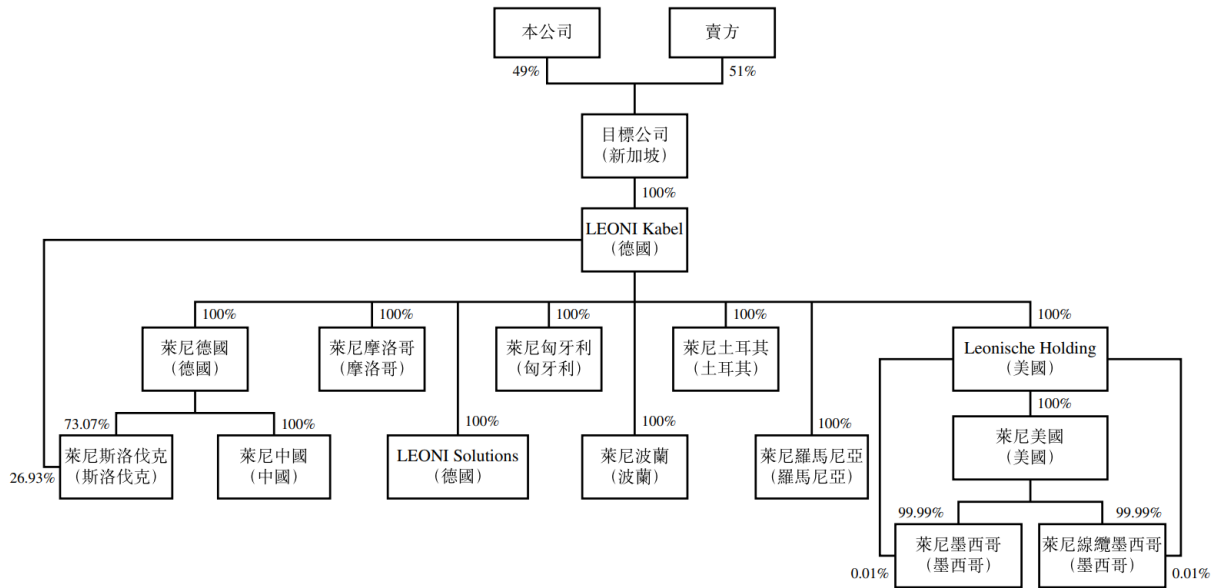 本公司
賣方
49%
51%
目標公司
（新加坡）
100%
LEONI Kabel
（德國）
100%
100%
100%
100%
100%
萊尼德國
（德國）
萊尼摩洛哥
（摩洛哥）
萊尼匈牙利
（匈牙利）
萊尼土耳其
（土耳其）
Leonische Holding
（美國）
73.07%
100%
100%
100%
100%
100%
萊尼斯洛伐克
（斯洛伐克）
萊尼中國
（中國）
LEONI Solutions
（德國）
萊尼波蘭
（波蘭）
萊尼羅馬尼亞
（羅馬尼亞）
萊尼美國
（美國）
26.93%
99.99%
99.99%
萊尼墨西哥
（墨西哥）
萊尼線纜墨西哥
（墨西哥）
0.01%
0.01%